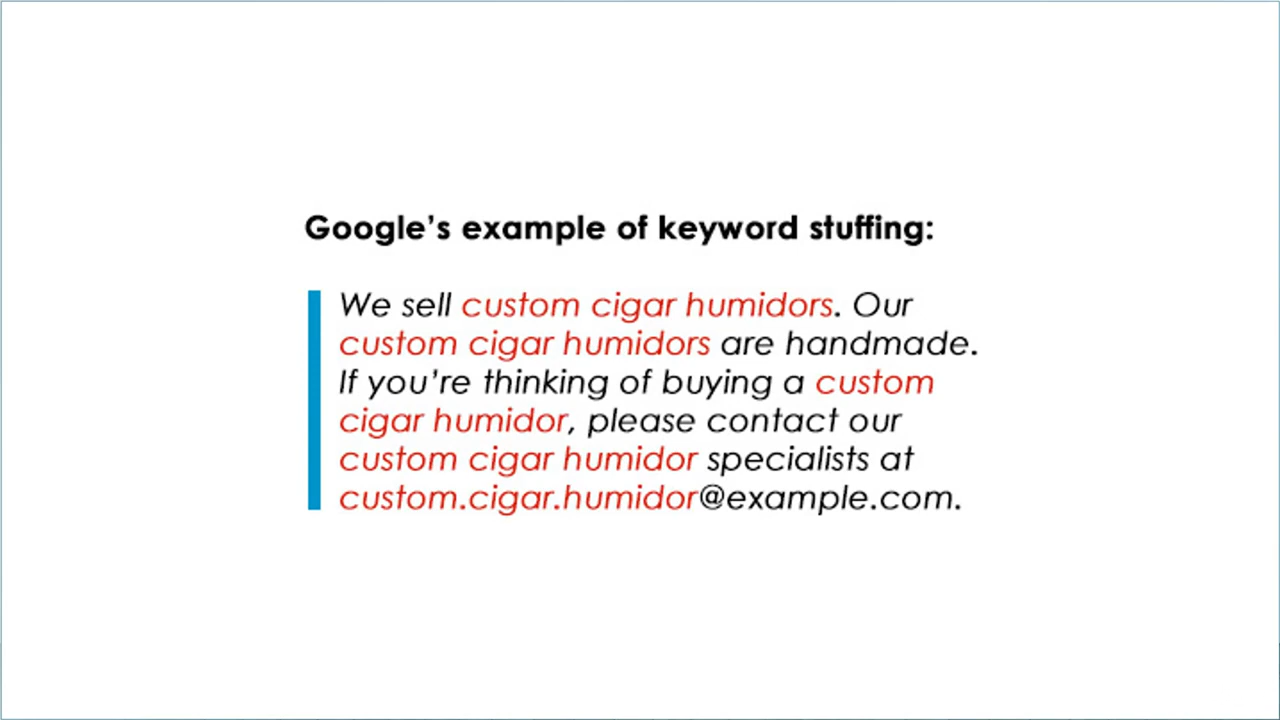 Google’s example of keyword stuffing:
We sell custom cigar humidors. Our
custom cigar humidors are handmade.
If you’re thinking of buying a custom
cigar humidor, please contact our
custom cigar humidor specialists at
custom.cigar.humidor@example.com.